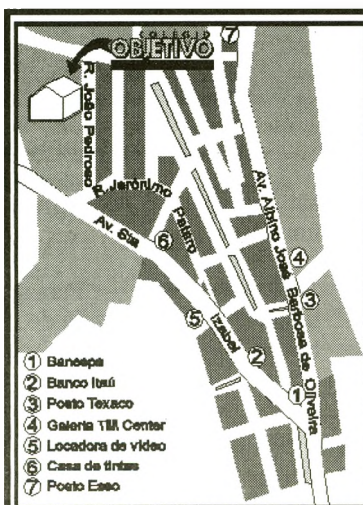 COLÉGIO
OBJETIVO
R. João Pedroso
R. Jerônimo Pataro
Av. Sta Izabel
Av. Albino José Barbosa de Oliveira
7
6
4
3
5
2
1
1 Banespa
2 Banco Itaú
3 Posto Texaco
4 Galeria TM Center
5 Locadora de vídeo
6 Casa de tintas
7 Posto Esso